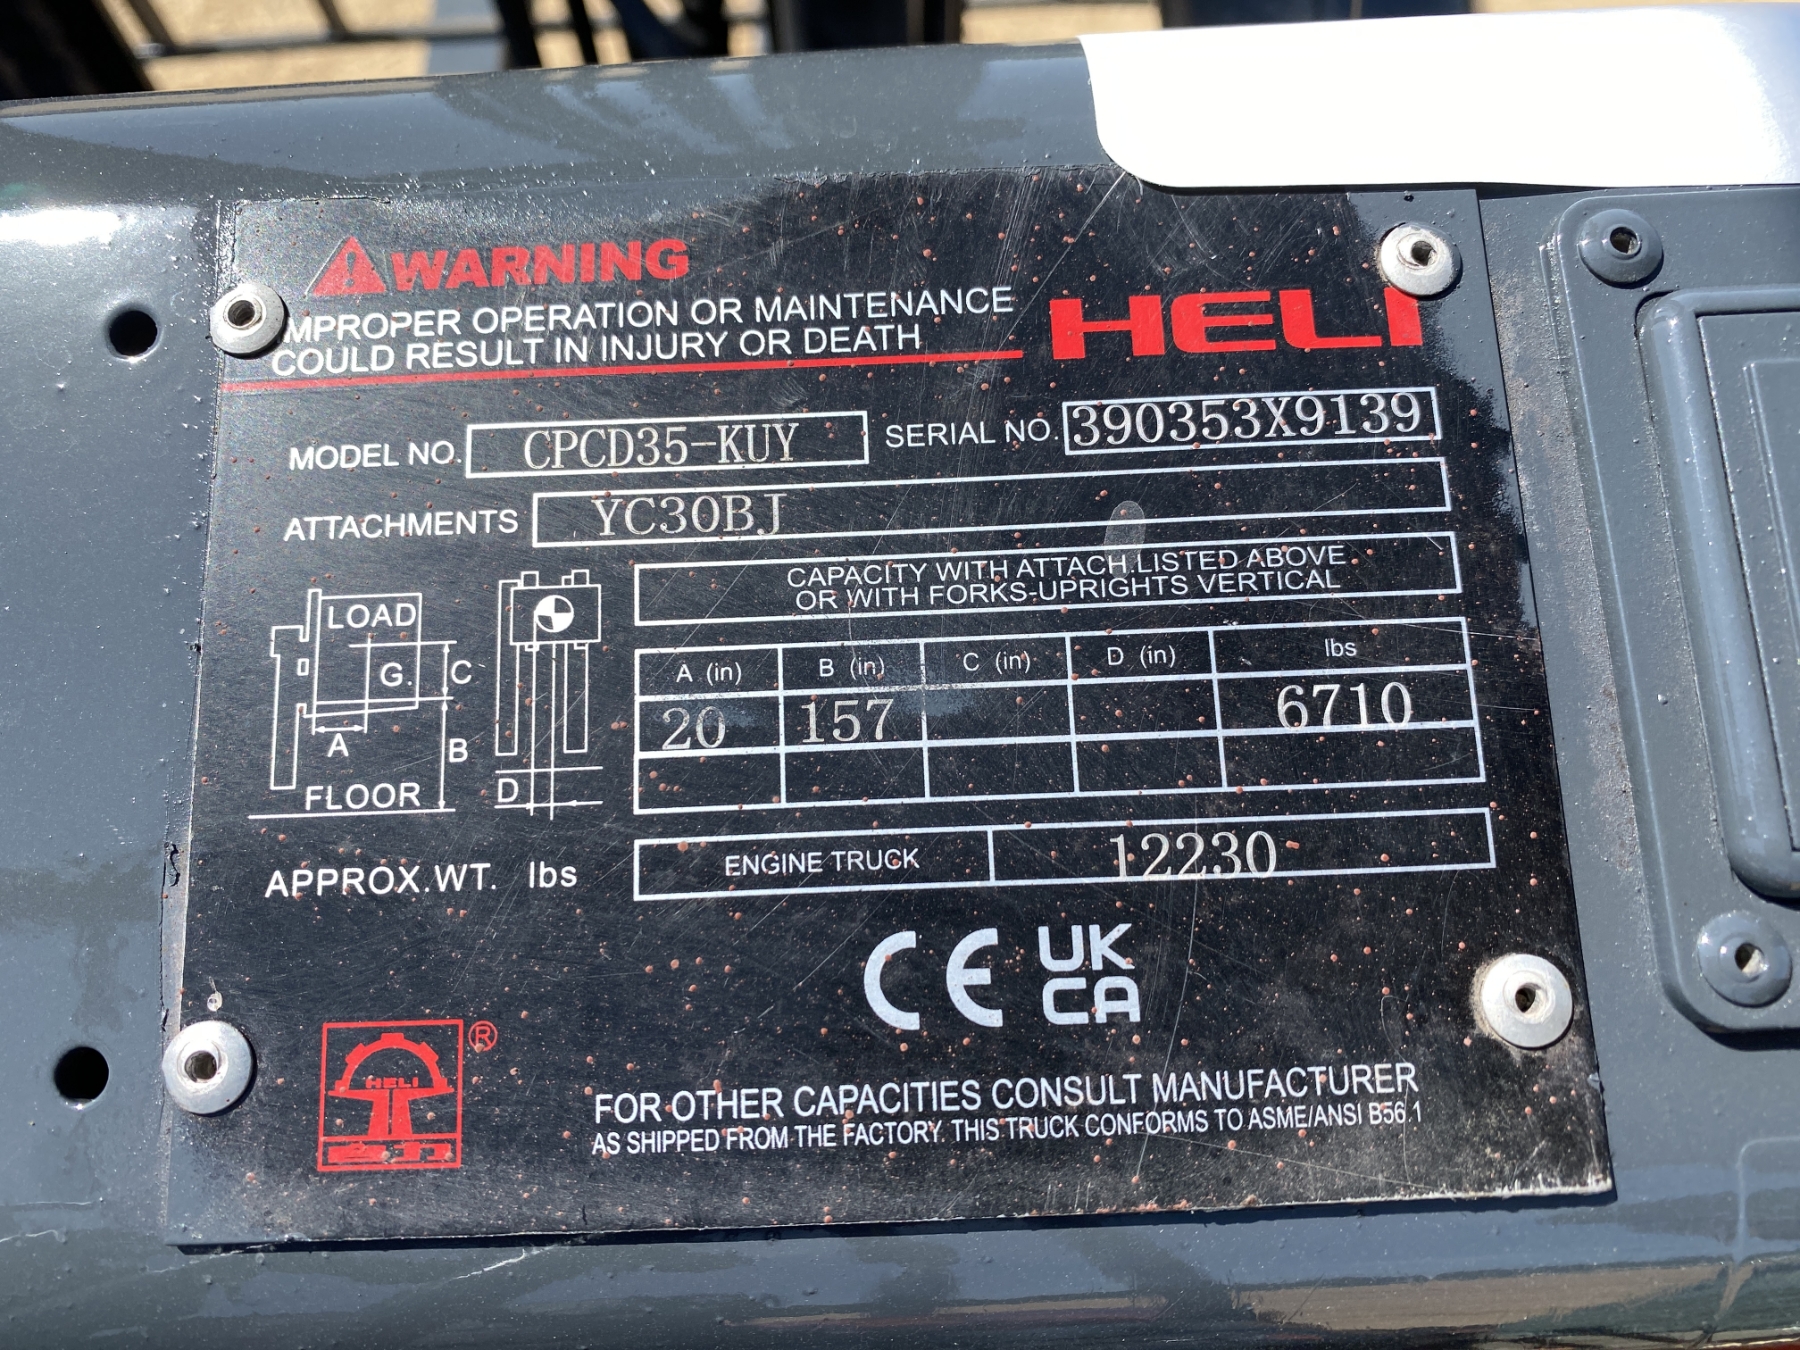 WARNING
MPROPER OPERATION OR MAINTENANCE
COULD RESULT IN INJURY OR DEATH
HELI
MODEL NO. CPCD35-KUY SERIAL NO. 390353X9139
ATTACHMENTS YC30BJ
CAPACITY WITH ATTACH.LISTED ABOVE
OR WITH FORKS-UPRIGHTS VERTICAL
LOAD
G. C
A B
FLOOR
D
A (in) B (in) C (in) D (in) lbs
20 157 6710
APPROX.WT. lbs ENGINE TRUCK 12230
CE UK
CA
HELI ®
FOR OTHER CAPACITIES CONSULT MANUFACTURER
AS SHIPPED FROM THE FACTORY. THIS TRUCK CONFORMS TO ASME/ANSI B56.1